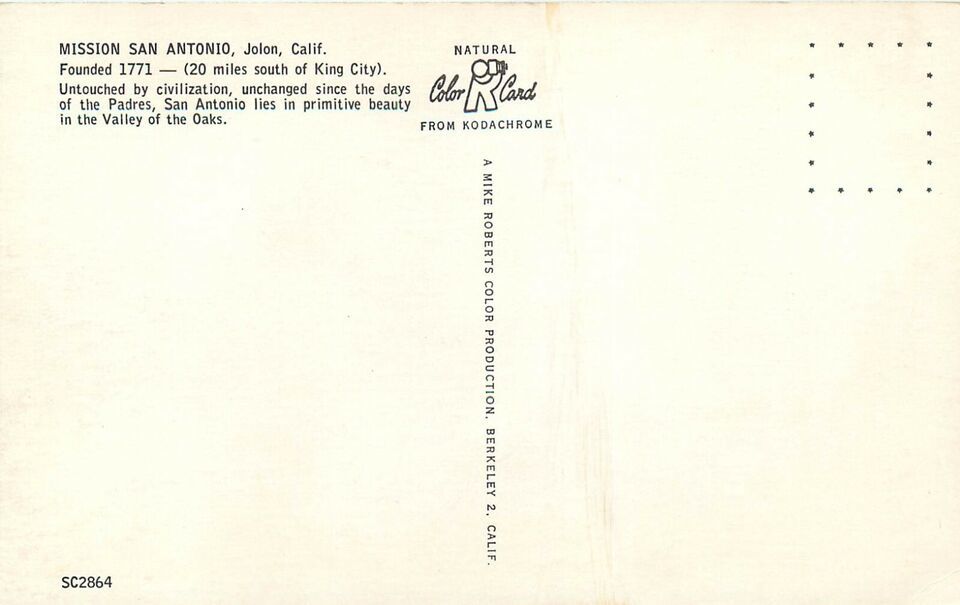 MISSION SAN ANTONIO, Jolon, Calif.
Founded 1771 — (20 miles south of King City).
Untouched by civilization, unchanged since the days
of the Padres, San Antonio lies in primitive beauty
in the Valley of the Oaks.
NATURAL
Color Card
FROM KODACHROME
A MIKE ROBERTS COLOR PRODUCTION. BERKELEY 2, CALIF.
SC2864